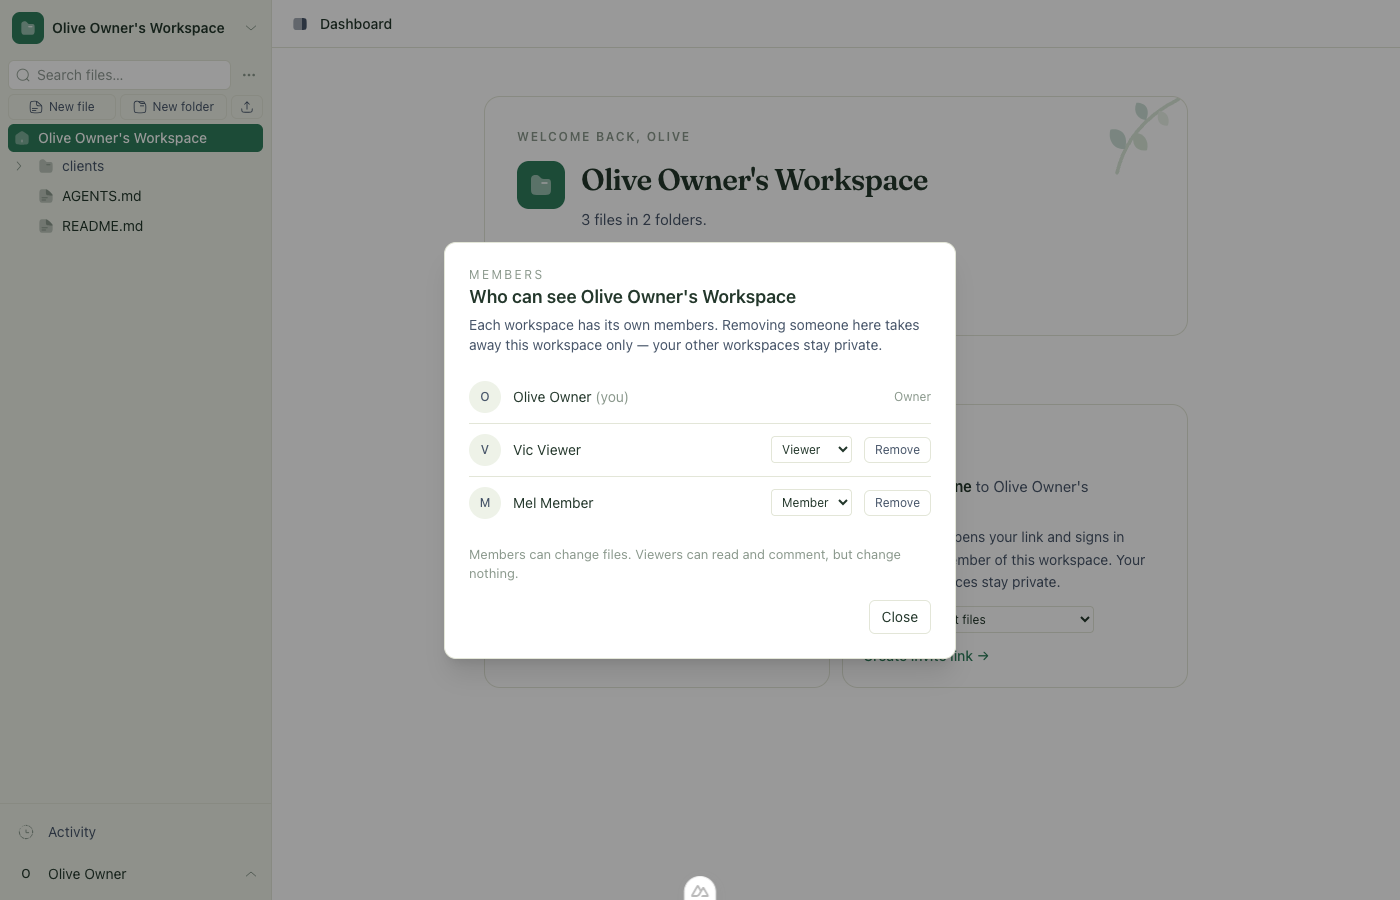 Olive Owner's Workspace
Search files...
New file
New folder
Olive Owner's Workspace
clients
AGENTS.md
README.md
Activity
O
Olive Owner
Dashboard
WELCOME BACK, OLIVE
Olive Owner's Workspace
3 files in 2 folders.
MEMBERS
Who can see Olive Owner's Workspace
Each workspace has its own members. Removing someone here takes
away this workspace only — your other workspaces stay private.
O
Olive Owner (you)
Owner
V
Vic Viewer
Viewer
Remove
M
Mel Member
Member
Remove
Members can change files. Viewers can read and comment, but change
nothing.
Close
to Olive Owner's
your link and signs in
of this workspace. Your
stay private.
files
link →